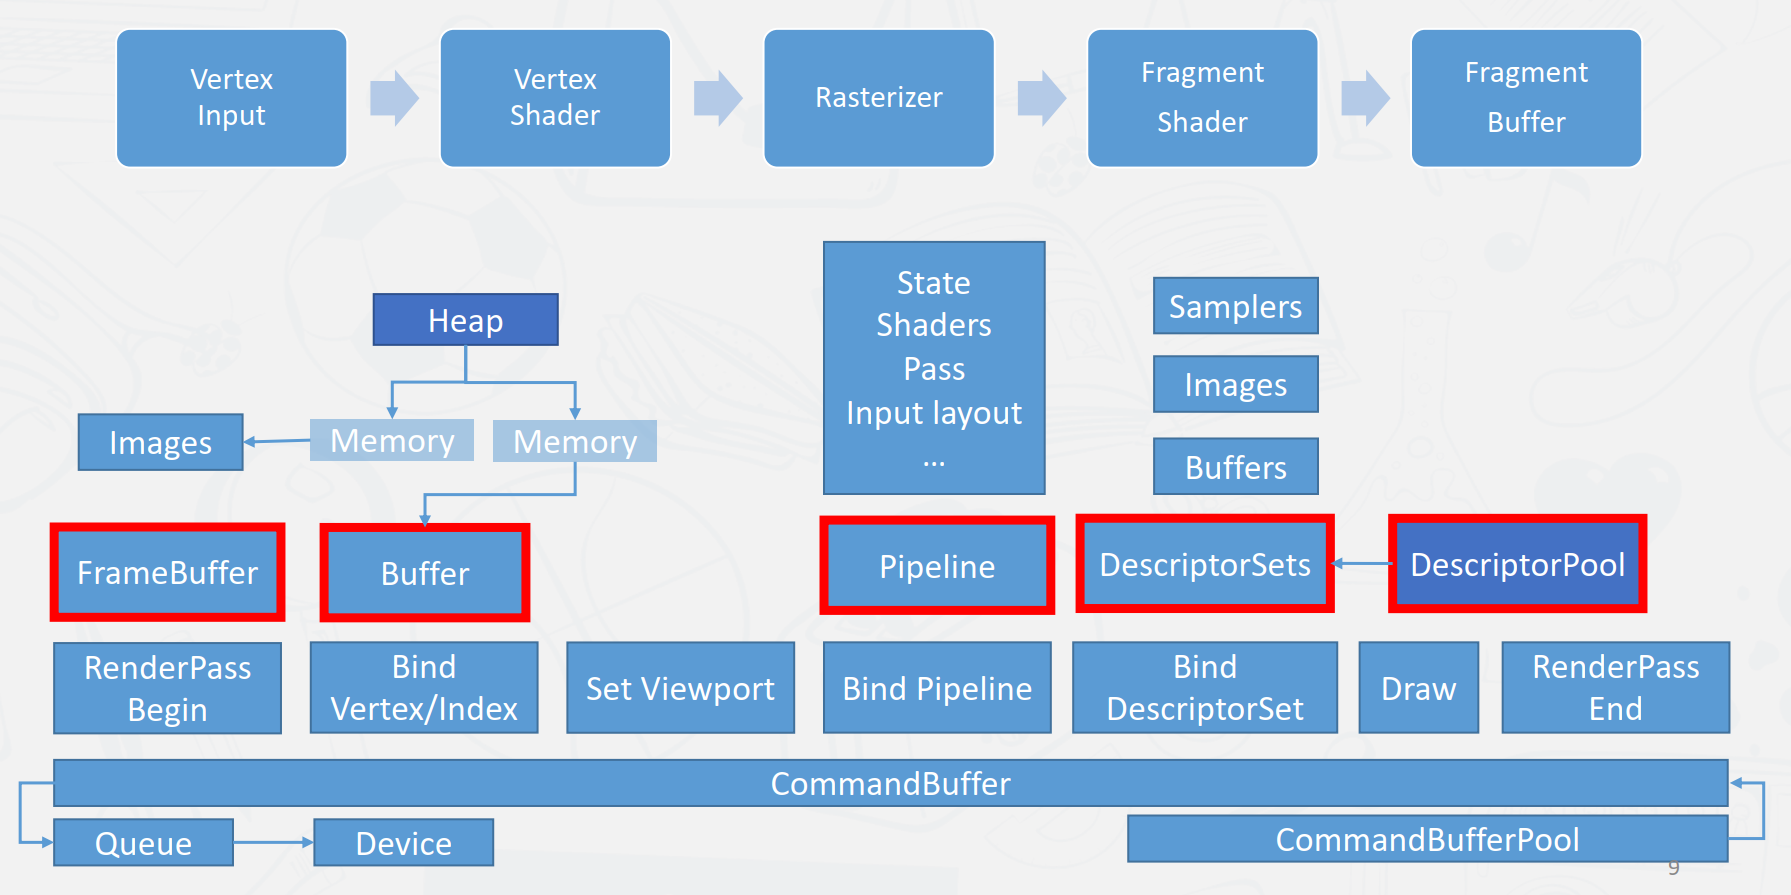 Vertex
Input
Vertex
Shader
Rasterizer
Fragment
Shader
Fragment
Buffer
Heap
Images
Memory
Memory
State
Shaders
Pass
Input layout
...
Samplers
Images
Buffers
FrameBuffer
Buffer
Pipeline
DescriptorSets
DescriptorPool
RenderPass
Begin
Bind
Vertex/Index
Set Viewport
Bind Pipeline
Bind
DescriptorSet
Draw
RenderPass
End
CommandBuffer
Queue
Device
CommandBufferPool
9